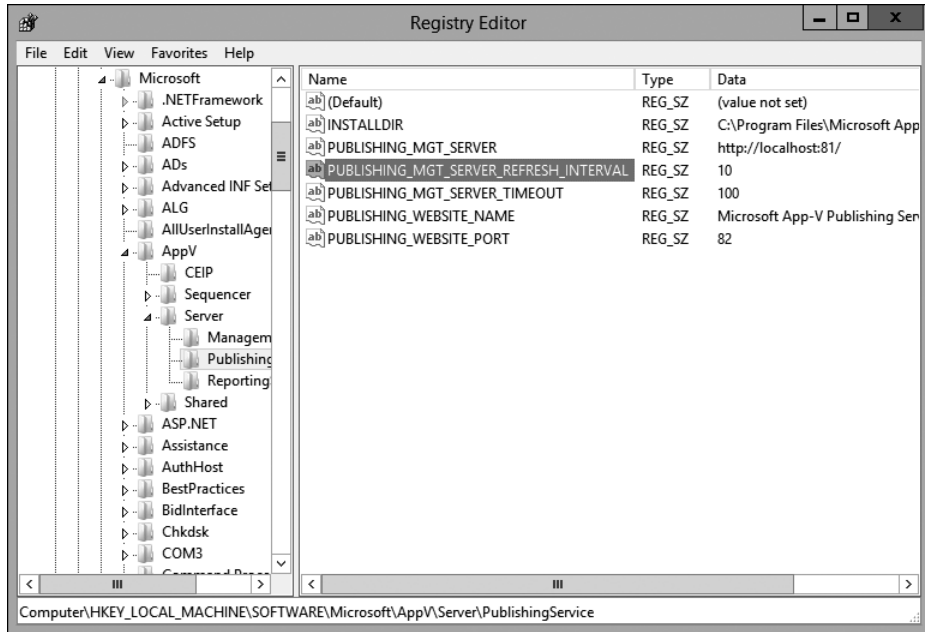 Registry Editor
File Edit View Favorites Help
Microsoft
.NETFramework
Active Setup
ADFS
ADs
Advanced INF Set
ALG
AllUserInstallAger
AppV
CEIP
Sequencer
Server
Managem
Publishing
Reporting
Shared
ASP.NET
Assistance
AuthHost
BestPractices
BidInterface
Chkdsk
COM3
Name Type Data
(Default) REG_SZ (value not set)
INSTALLDIR REG_SZ C:\Program Files\Microsoft App
PUBLISHING_MGT_SERVER REG_SZ http://localhost:81/
PUBLISHING_MGT_SERVER_REFRESH_INTERVAL REG_SZ 10
PUBLISHING_MGT_SERVER_TIMEOUT REG_SZ 100
PUBLISHING_WEBSITE_NAME REG_SZ Microsoft App-V Publishing Ser
PUBLISHING_WEBSITE_PORT REG_SZ 82
Computer\HKEY_LOCAL_MACHINE\SOFTWARE\Microsoft\AppV\Server\PublishingService